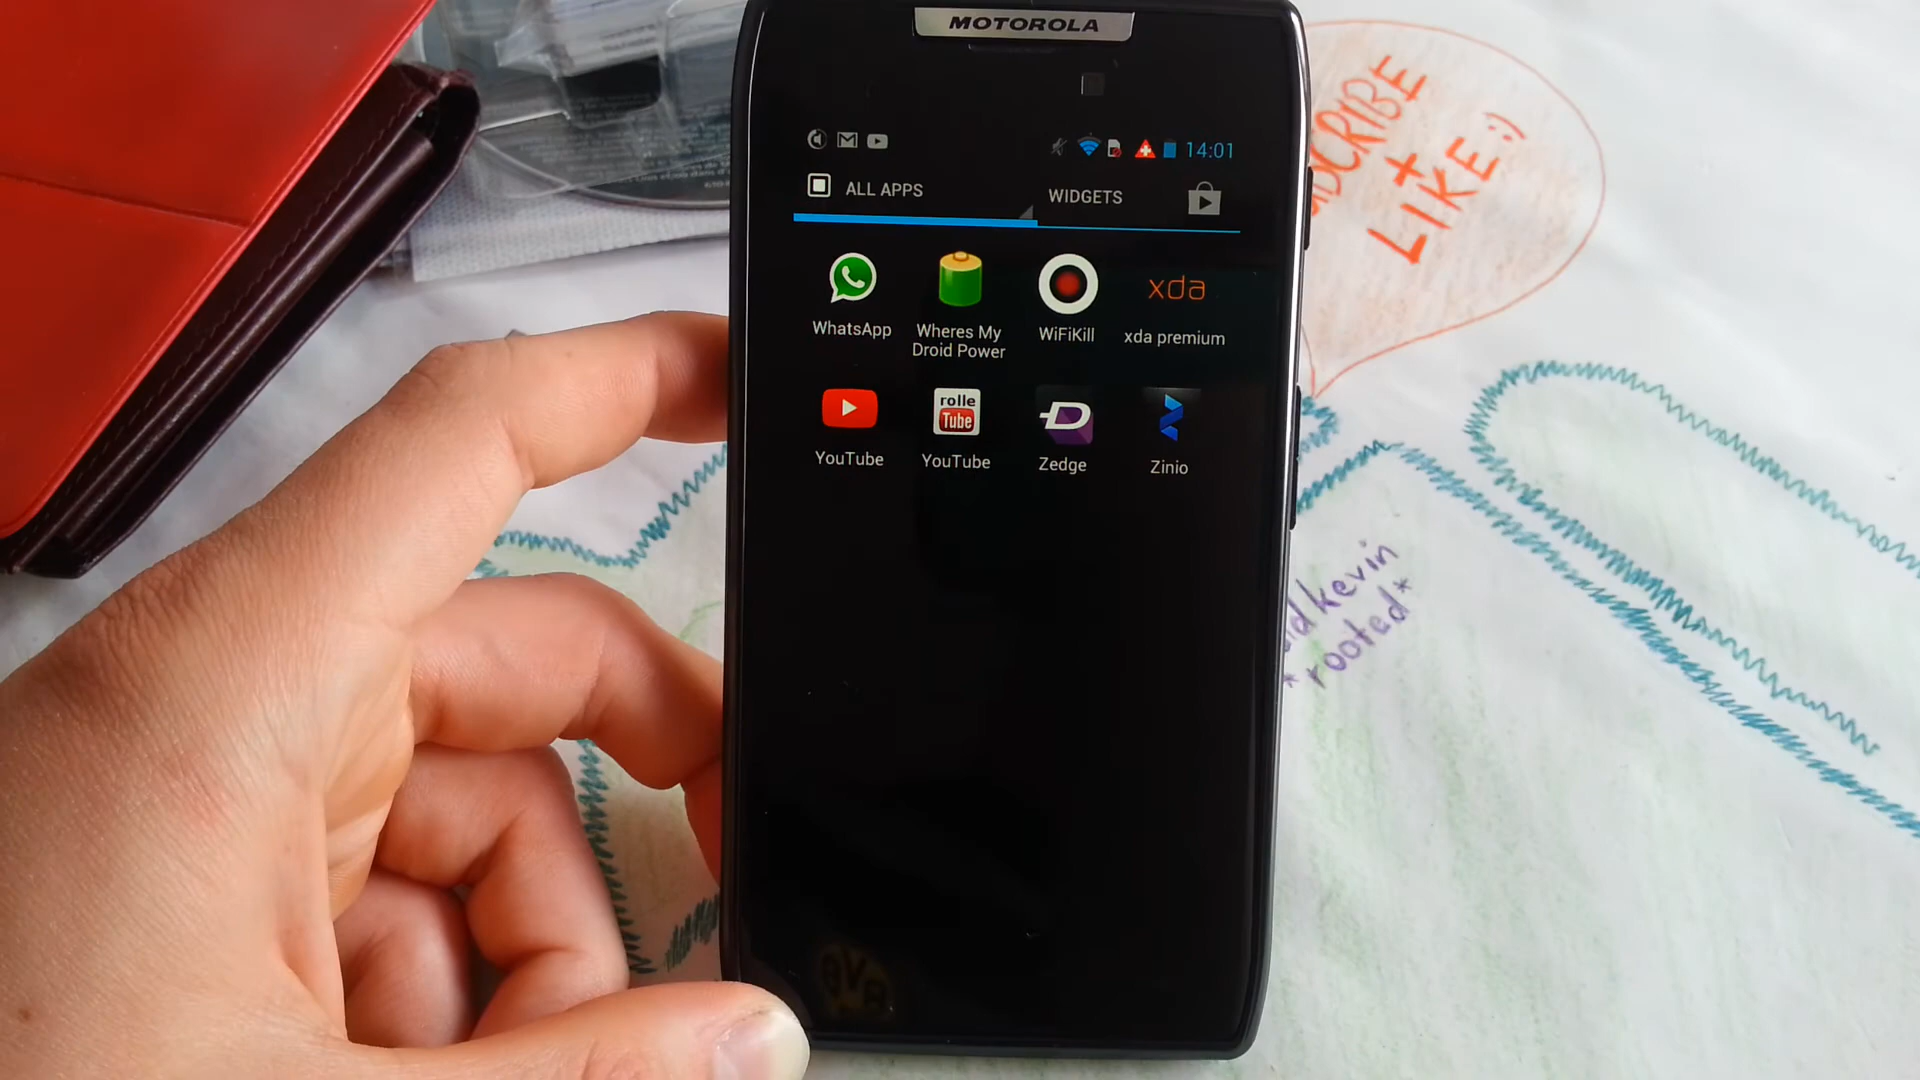 MOTOROLA
14:01
ALL APPS
WIDGETS
WhatsApp
Wheres My
Droid Power
WiFiKill
xda
xda premium
rolle
Tube
YouTube
YouTube
Zedge
Zinio
LIKE :)
+
kevin
*rooted*
BVB